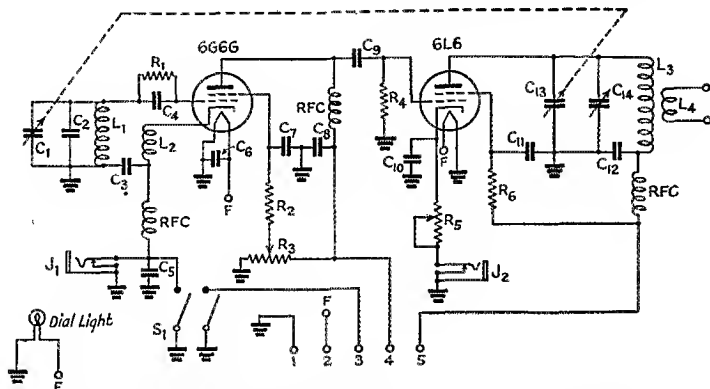 6G6G
6L6
R1
C9
C4
RFC
R4
C13
C14
L3
L4
C1
C2
L1
L2
C3
C6
C7
C8
C10
F
C11
C12
F
R2
R5
R6
RFC
RFC
R3
J1
C5
J2
S1
Dial Light
F
F
1
2
3
4
5